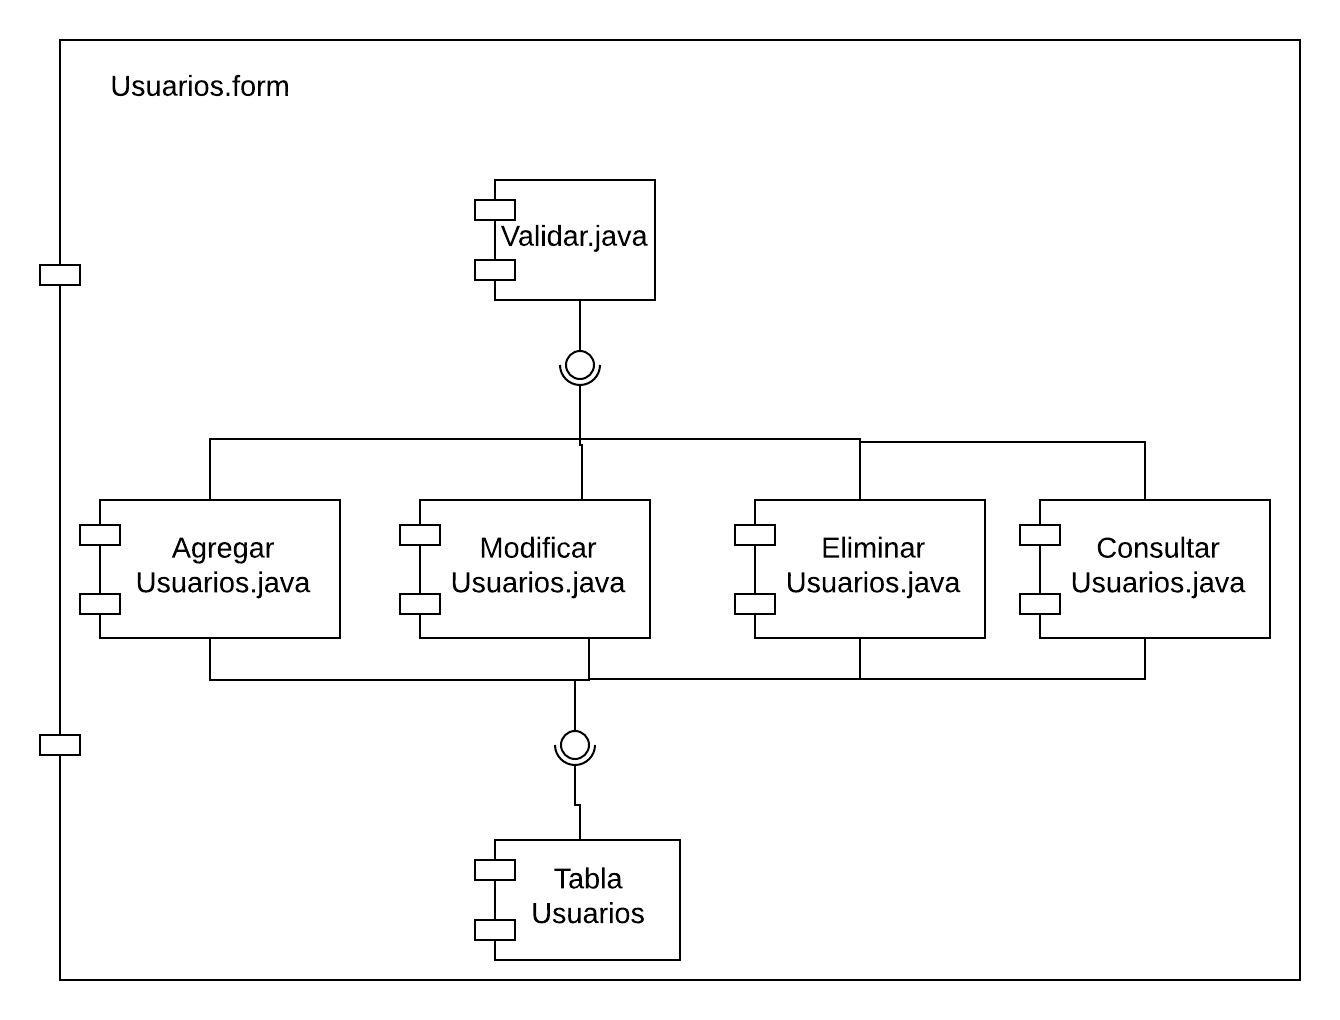 Usuarios.form
Validar.java
Agregar
Usuarios.java
Modificar
Usuarios.java
Eliminar
Usuarios.java
Consultar
Usuarios.java
Tabla
Usuarios